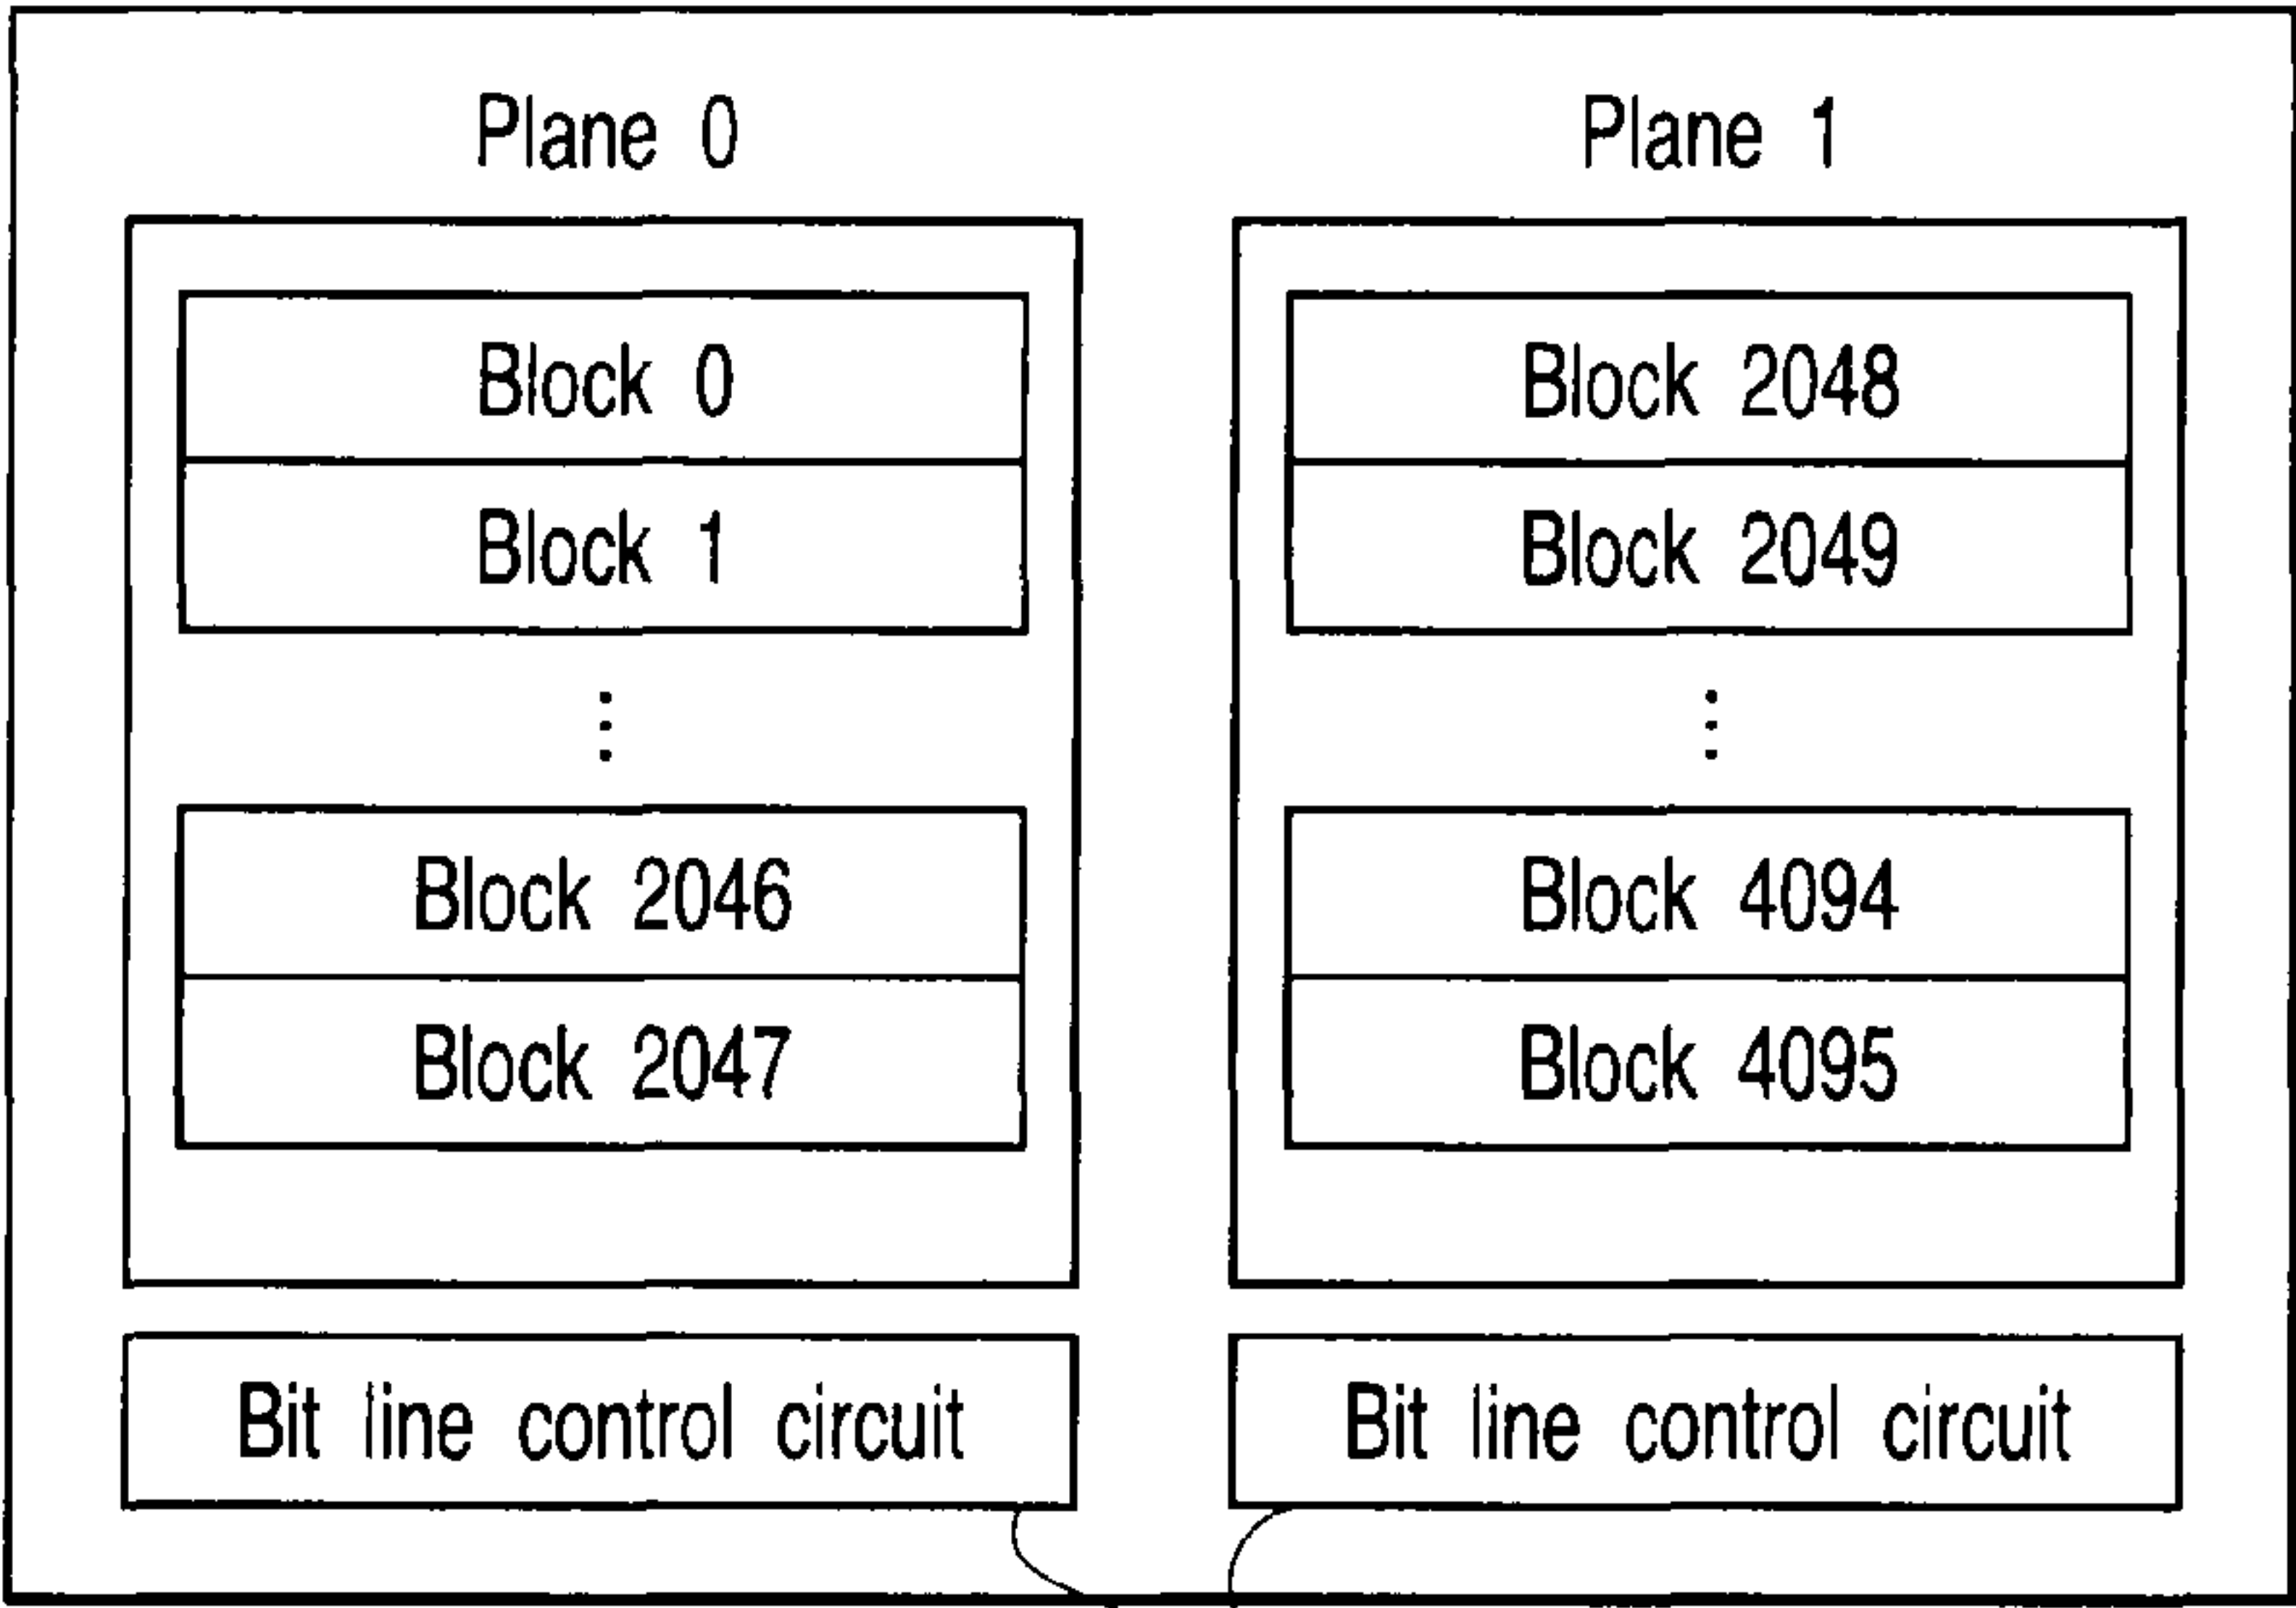 Plane 0
Block 0
Block 1
Block 2046
Block 2047
Bit line control circuit
Plane 1
Block 2048
Block 2049
Block 4094
Block 4095
Bit line control circuit